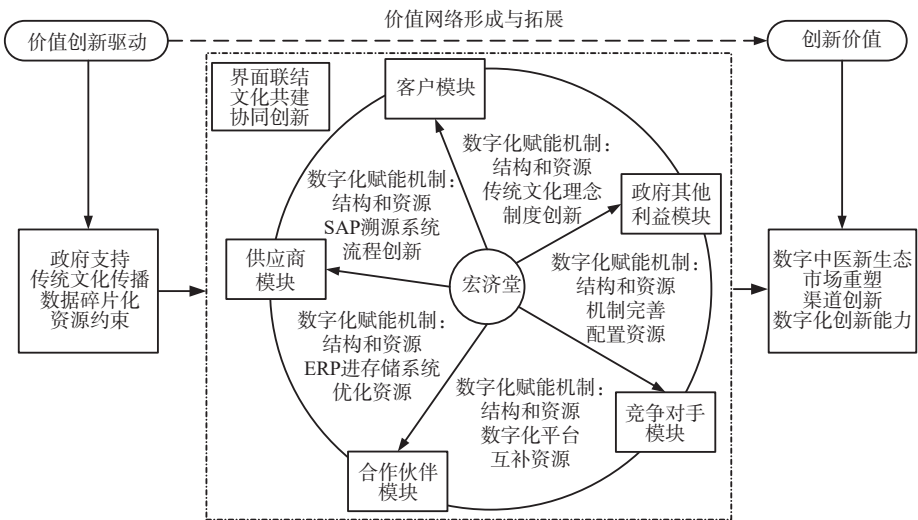 价值网络形成与拓展
价值创新驱动
创新价值
界面联结
文化共建
协同创新
客户模块
数字化赋能机制：
结构和资源
传统文化理念
制度创新
数字化赋能机制：
结构和资源
SAP溯源系统
流程创新
政府其他
利益模块
政府支持
传统文化传播
数据碎片化
资源约束
供应商
模块
宏济堂
数字化赋能机制：
结构和资源
机制完善
配置资源
数字中医新生态
市场重塑
渠道创新
数字化创新能力
数字化赋能机制：
结构和资源
ERP进存储系统
优化资源
数字化赋能机制：
结构和资源
数字化平台
互补资源
竞争对手
模块
合作伙伴
模块